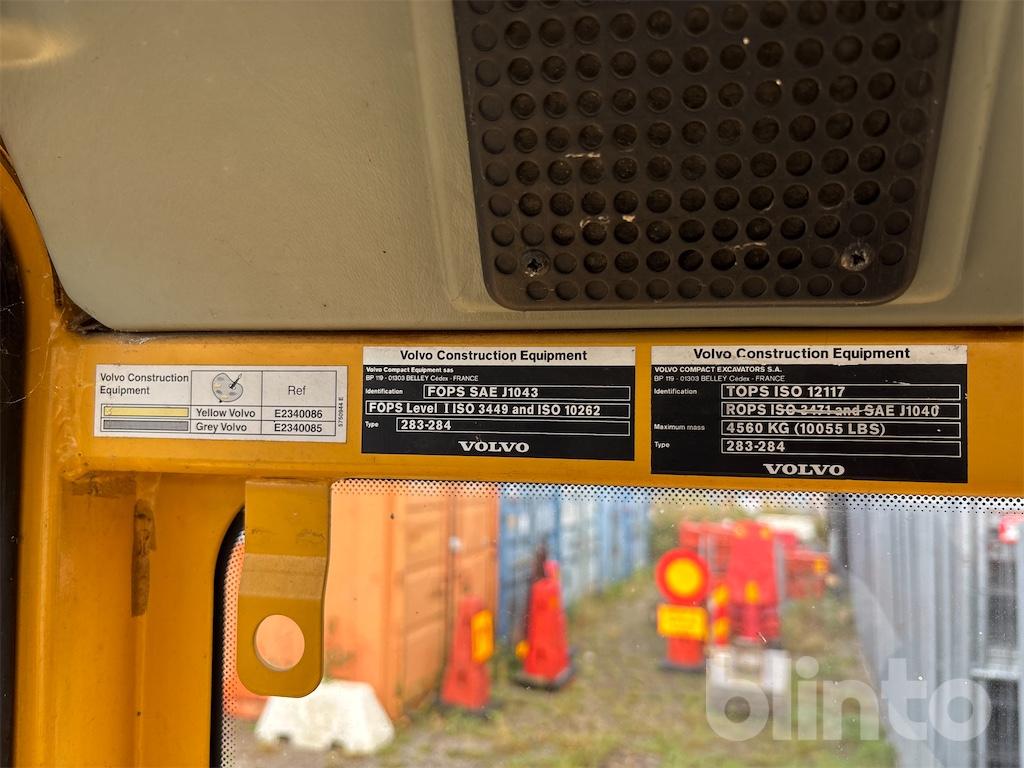 Volvo Construction
Equipment
Ref
Yellow Volvo E2340086
Grey Volvo E2340085
5750944 E
Volvo Construction Equipment
Volvo Compact Equipment sas
BP 119 - 01303 BELLEY Cédex - FRANCE
Identification FOPS SAE J1043
FOPS Level I ISO 3449 and ISO 10262
Type 283-284
VOLVO
Volvo Construction Equipment
VOLVO COMPACT EXCAVATORS S.A.
BP 119 - 01303 BELLEY Cédex - FRANCE
Identification TOPS ISO 12117
ROPS ISO 3471 and SAE J1040
Maximum mass 4560 KG (10055 LBS)
Type 283-284
VOLVO
blinto